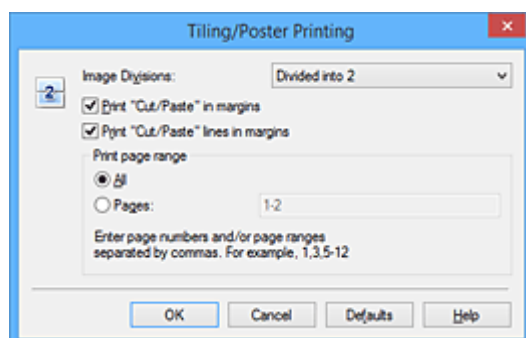 Tiling/Poster Printing
2
Image Divisions: Divided into 2
Print "Cut/Paste" in margins
Print "Cut/Paste" lines in margins
Print page range
All
Pages: 1-2
Enter page numbers and/or page ranges
separated by commas. For example, 1,3,5-12
OK Cancel Defaults Help